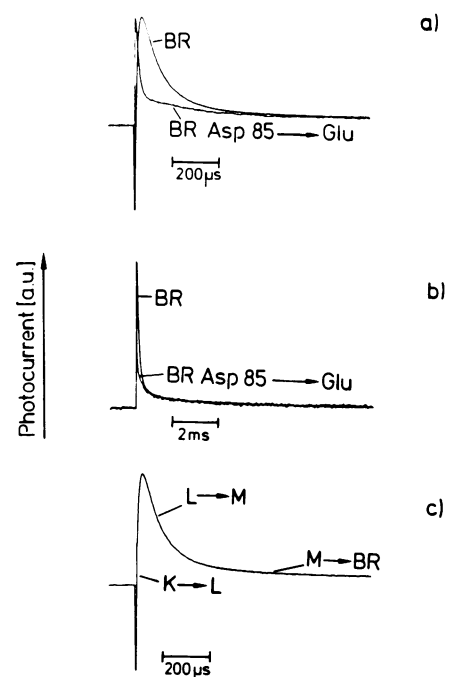 a)
BR
BR Asp 85 → Glu
200µs
Photocurrent [a.u.]
b)
BR
BR Asp 85 → Glu
2ms
c)
L → M
M → BR
K → L
200µs